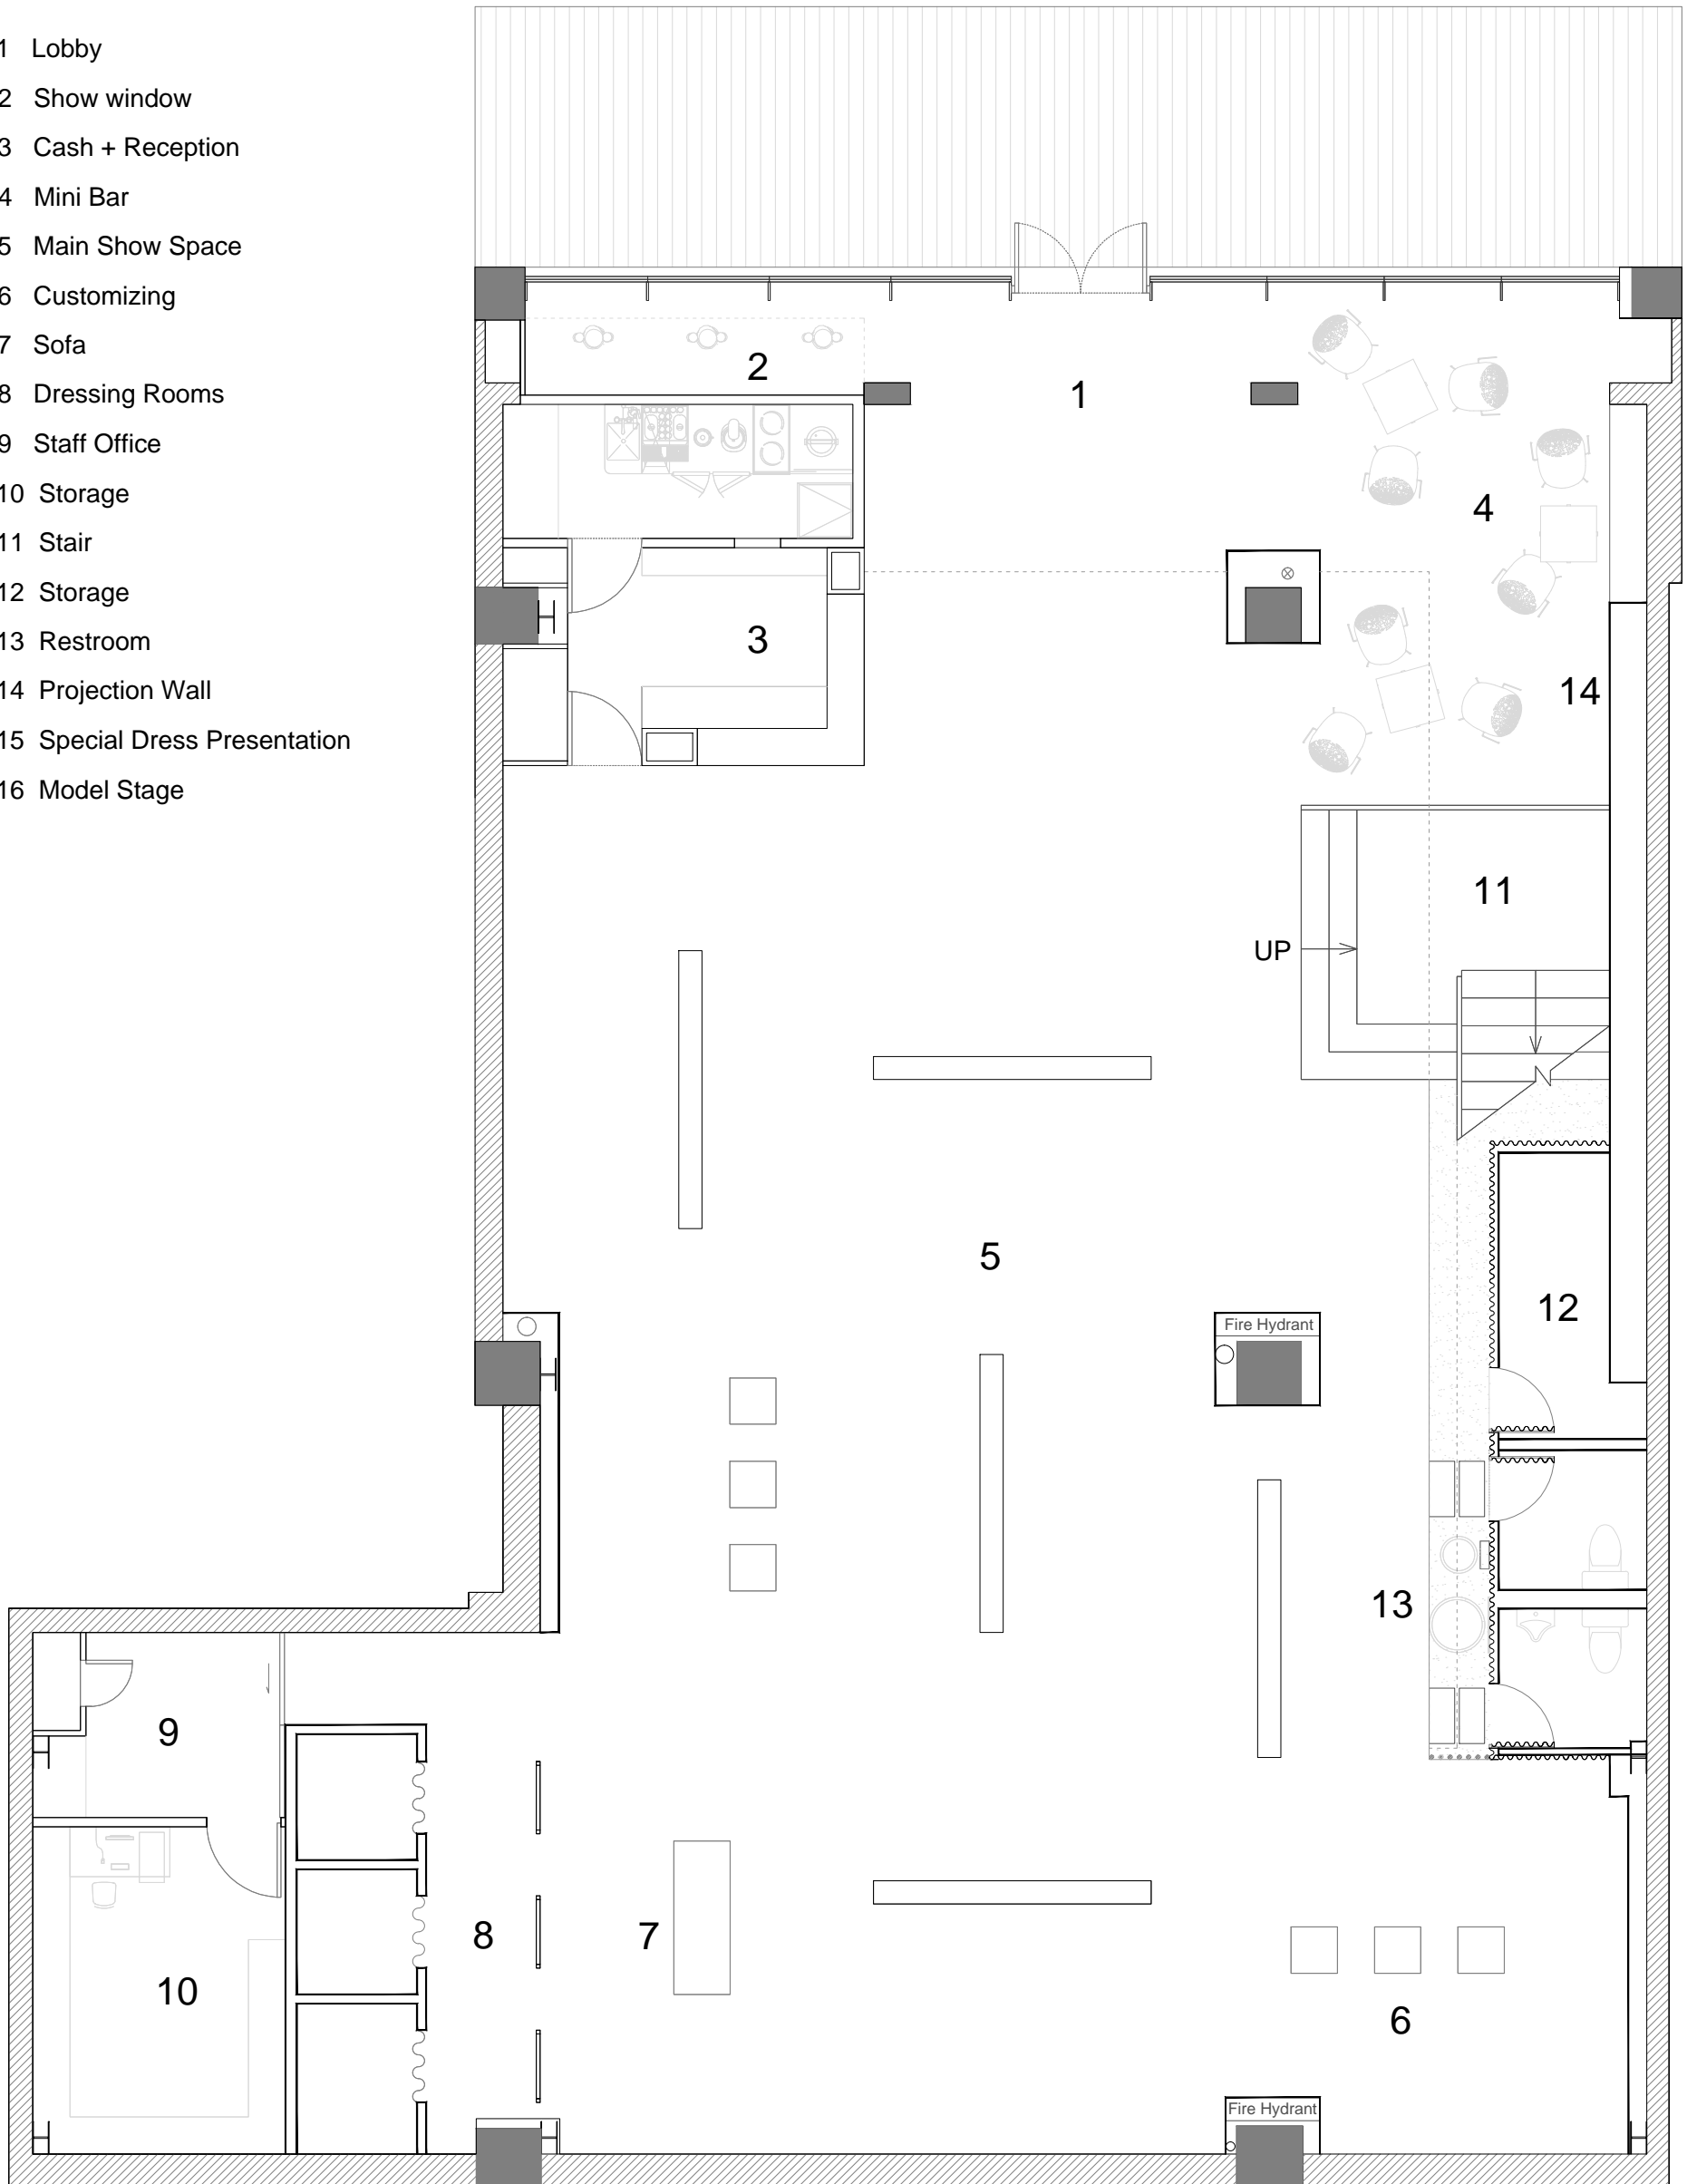 1 Lobby
2 Show window
3 Cash + Reception
4 Mini Bar
5 Main Show Space
6 Customizing
7 Sofa
8 Dressing Rooms
9 Staff Office
10 Storage
11 Stair
12 Storage
13 Restroom
14 Projection Wall
15 Special Dress Presentation
16 Model Stage
2
1
4
3
14
11
UP
5
12
Fire Hydrant
13
9
8
7
10
6
Fire Hydrant